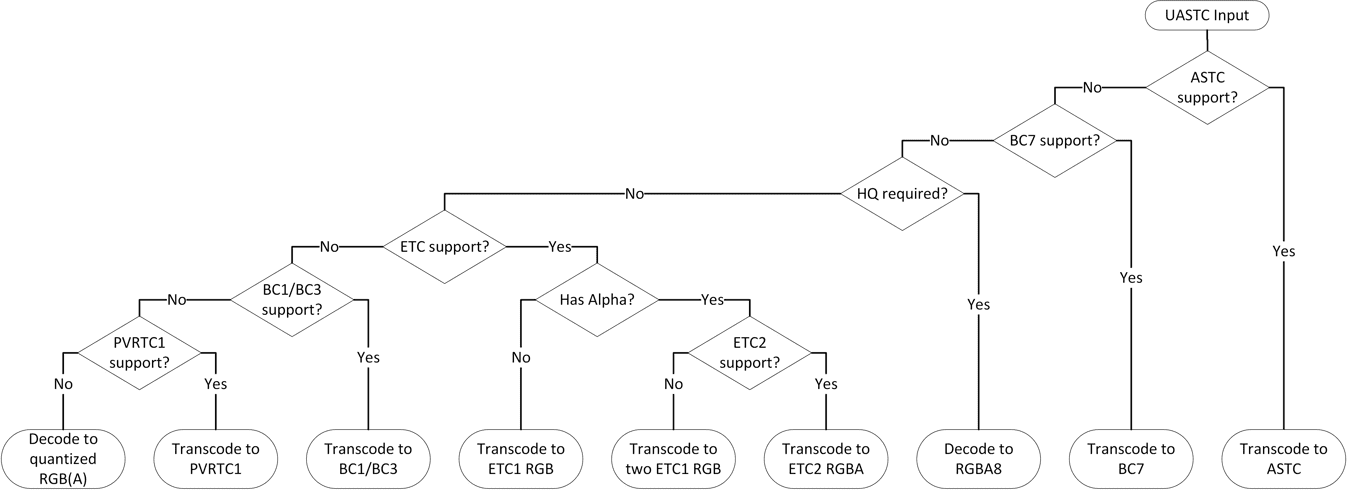 UASTC Input
ASTC
support?
No
Yes
BC7 support?
No
Yes
HQ required?
No
Yes
ETC support?
No
Yes
BC1/BC3
support?
No
Yes
Has Alpha?
No
Yes
PVRTC1
support?
No
Yes
ETC2
support?
No
Yes
Decode to
quantized
RGB(A)
Transcode to
PVRTC1
Transcode to
BC1/BC3
Transcode to
ETC1 RGB
Transcode to
two ETC1 RGB
Transcode to
ETC2 RGBA
Decode to
RGBA8
Transcode to
BC7
Transcode to
ASTC